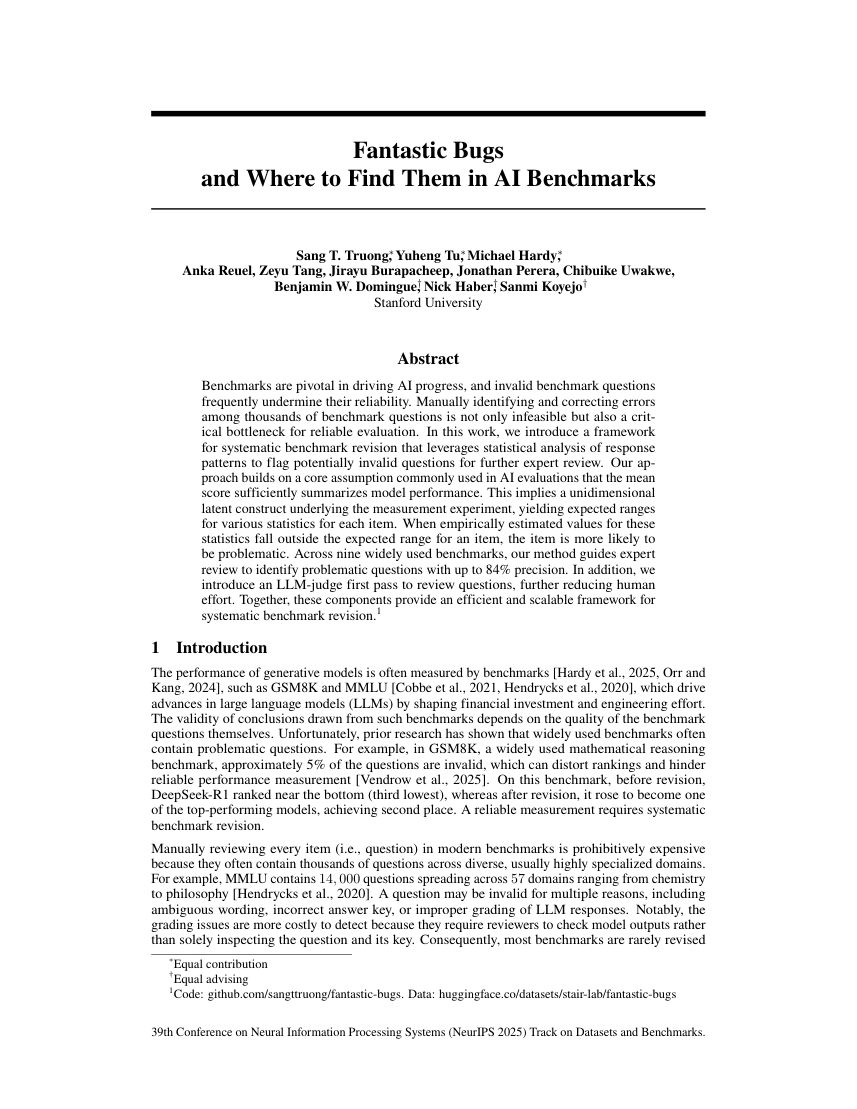 Fantastic Bugs
and Where to Find Them in AI Benchmarks
Sang T. Truong,* Yuheng Tu,* Michael Hardy,*
Anka Reuel, Zeyu Tang, Jirayu Burapacheep, Jonathan Perera, Chibuike Uwakwe,
Benjamin W. Domingue,† Nick Haber,† Sanmi Koyejo†
Stanford University
Abstract
Benchmarks are pivotal in driving AI progress, and invalid benchmark questions
frequently undermine their reliability. Manually identifying and correcting errors
among thousands of benchmark questions is not only infeasible but also a crit-
ical bottleneck for reliable evaluation. In this work, we introduce a framework
for systematic benchmark revision that leverages statistical analysis of response
patterns to flag potentially invalid questions for further expert review. Our ap-
proach builds on a core assumption commonly used in AI evaluations that the mean
score sufficiently summarizes model performance. This implies a unidimensional
latent construct underlying the measurement experiment, yielding expected ranges
for various statistics for each item. When empirically estimated values for these
statistics fall outside the expected range for an item, the item is more likely to
be problematic. Across nine widely used benchmarks, our method guides expert
review to identify problematic questions with up to 84% precision. In addition, we
introduce an LLM-judge first pass to review questions, further reducing human
effort. Together, these components provide an efficient and scalable framework for
systematic benchmark revision.¹
1 Introduction
The performance of generative models is often measured by benchmarks [Hardy et al., 2025, Orr and
Kang, 2024], such as GSM8K and MMLU [Cobbe et al., 2021, Hendrycks et al., 2020], which drive
advances in large language models (LLMs) by shaping financial investment and engineering effort.
The validity of conclusions drawn from such benchmarks depends on the quality of the benchmark
questions themselves. Unfortunately, prior research has shown that widely used benchmarks often
contain problematic questions. For example, in GSM8K, a widely used mathematical reasoning
benchmark, approximately 5% of the questions are invalid, which can distort rankings and hinder
reliable performance measurement [Vendrow et al., 2025]. On this benchmark, before revision,
DeepSeek-R1 ranked near the bottom (third lowest), whereas after revision, it rose to become one
of the top-performing models, achieving second place. A reliable measurement requires systematic
benchmark revision.
Manually reviewing every item (i.e., question) in modern benchmarks is prohibitively expensive
because they often contain thousands of questions across diverse, usually highly specialized domains.
For example, MMLU contains 14, 000 questions spreading across 57 domains ranging from chemistry
to philosophy [Hendrycks et al., 2020]. A question may be invalid for multiple reasons, including
ambiguous wording, incorrect answer key, or improper grading of LLM responses. Notably, the
grading issues are more costly to detect because they require reviewers to check model outputs rather
than solely inspecting the question and its key. Consequently, most benchmarks are rarely revised
*Equal contribution
†Equal advising
¹Code: github.com/sangttruong/fantastic-bugs. Data: huggingface.co/datasets/stair-lab/fantastic-bugs
39th Conference on Neural Information Processing Systems (NeurIPS 2025) Track on Datasets and Benchmarks.